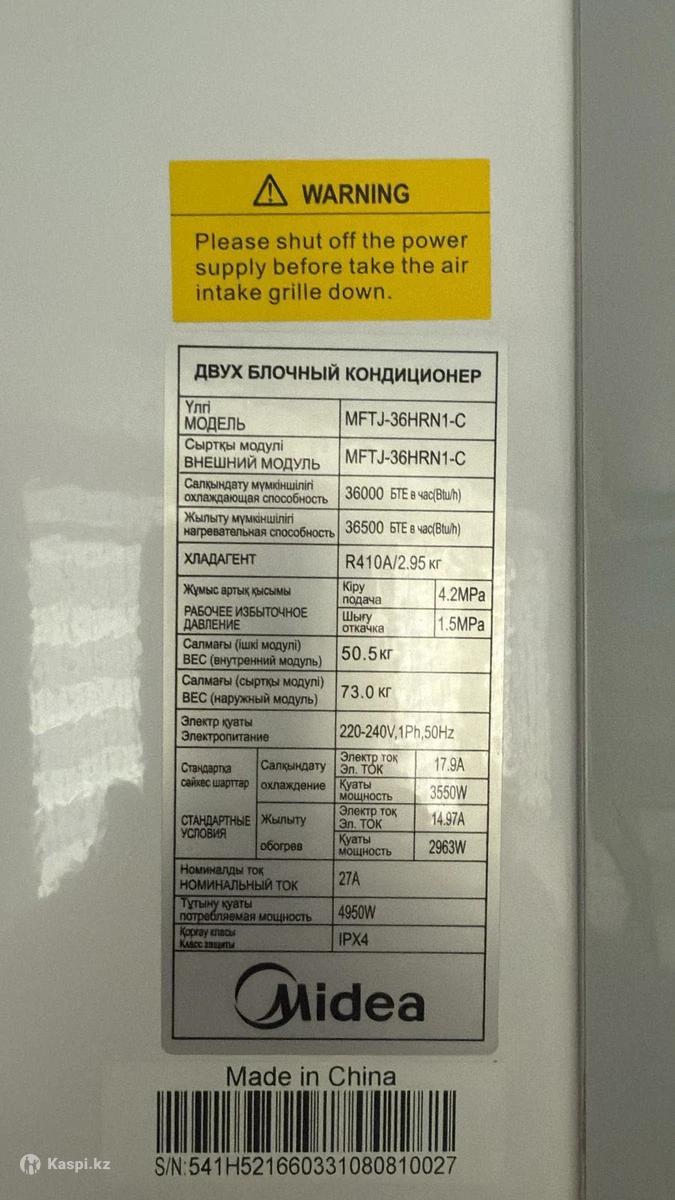 WARNING
Please shut off the power
supply before take the air
intake grille down.
ДВУХ БЛОЧНЫЙ КОНДИЦИОНЕР
Үлгі
МОДЕЛЬ
MFTJ-36HRN1-C
Сыртқы модулі
ВНЕШНИЙ МОДУЛЬ
MFTJ-36HRN1-C
Салқындату мүмкіншілігі
охлаждающая способность
36000 БТЕ в час(Btu/h)
Жылыту мүмкіншілігі
нагревательная способность
36500 БТЕ в час(Btu/h)
ХЛАДАГЕНТ
R410A/2.95 кг
Жұмыс артық қысымы
РАБОЧЕЕ ИЗБЫТОЧНОЕ
ДАВЛЕНИЕ
Кіру
подача
4.2MPa
Шығу
откачка
1.5MPa
Салмағы (ішкі модулі)
ВЕС (внутренний модуль)
50.5 кг
Салмағы (сыртқы модулі)
ВЕС (наружный модуль)
73.0 кг
Электр қуаты
Электропитание
220-240V,1Ph,50Hz
Стандартқа
сәйкес шарттар
СТАНДАРТНЫЕ
УСЛОВИЯ
Салқындату
охлаждение
Электр тоқ
Эл. ТОК
17.9A
Қуаты
мощность
3550W
Жылыту
обогрев
Электр тоқ
Эл. ТОК
14.97A
Қуаты
мощность
2963W
Номиналды тоқ
НОМИНАЛЬНЫЙ ТОК
27A
Тұтыну қуаты
потребляемая мощность
4950W
Қорғау класы
Класс защиты
IPX4
Midea
Made in China
S/N: 541H521660331080810027
Kaspi.kz